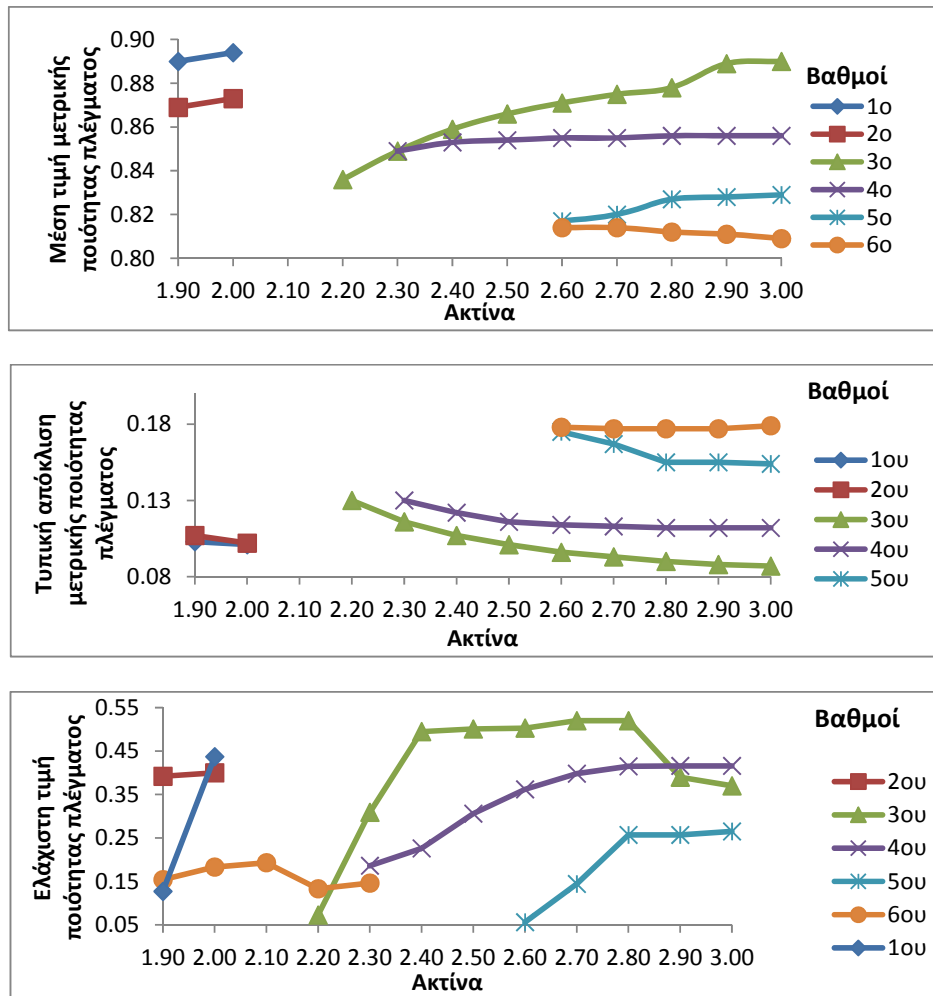 Μέση τιμή μετρικής
ποιότητας πλέγματος
0.90
0.88
0.86
0.84
0.82
0.80
1.90 2.00 2.10 2.20 2.30 2.40 2.50 2.60 2.70 2.80 2.90 3.00
Ακτίνα
Βαθμοί
1ο
2ο
3ο
4ο
5ο
6ο
Τυπική απόκλιση
μετρικής ποιότητας
πλέγματος
0.18
0.13
0.08
1.90 2.00 2.10 2.20 2.30 2.40 2.50 2.60 2.70 2.80 2.90 3.00
Ακτίνα
Βαθμοί
1ου
2ου
3ου
4ου
5ου
Ελάχιστη τιμή
ποιότητας πλέγματος
0.55
0.45
0.35
0.25
0.15
0.05
1.90 2.00 2.10 2.20 2.30 2.40 2.50 2.60 2.70 2.80 2.90 3.00
Ακτίνα
Βαθμοί
2ου
3ου
4ου
5ου
6ου
1ου